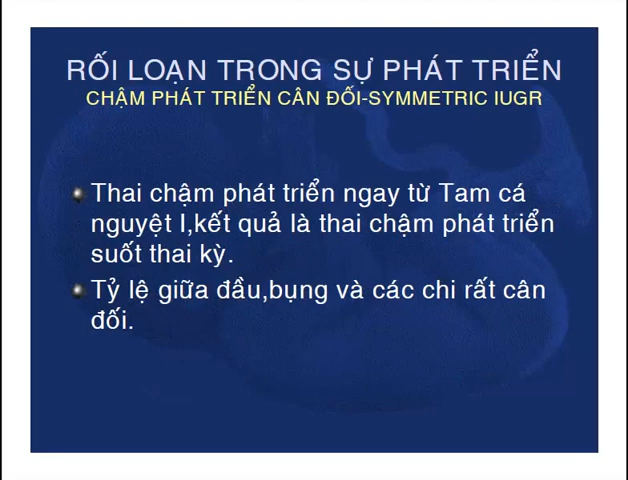 RỐI LOẠN TRONG SỰ PHÁT TRIỂN
CHẬM PHÁT TRIỂN CÂN ĐỐI-SYMMETRIC IUGR
Thai chậm phát triển ngay từ Tam cá
nguyệt I,kết quả là thai chậm phát triển
suốt thai kỳ.
Tỷ lệ giữa đầu,bụng và các chi rất cân
đối.